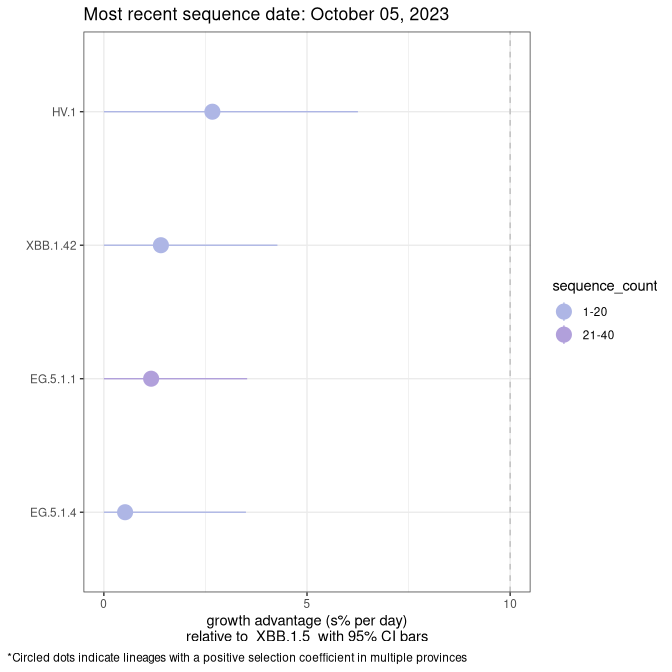 Most recent sequence date: October 05, 2023
HV.1
XBB.1.42
EG.5.1.1
EG.5.1.4
0 5 10
growth advantage (s% per day)
relative to XBB.1.5 with 95% CI bars
sequence_count
1-20
21-40
*Circled dots indicate lineages with a positive selection coefficient in multiple provinces